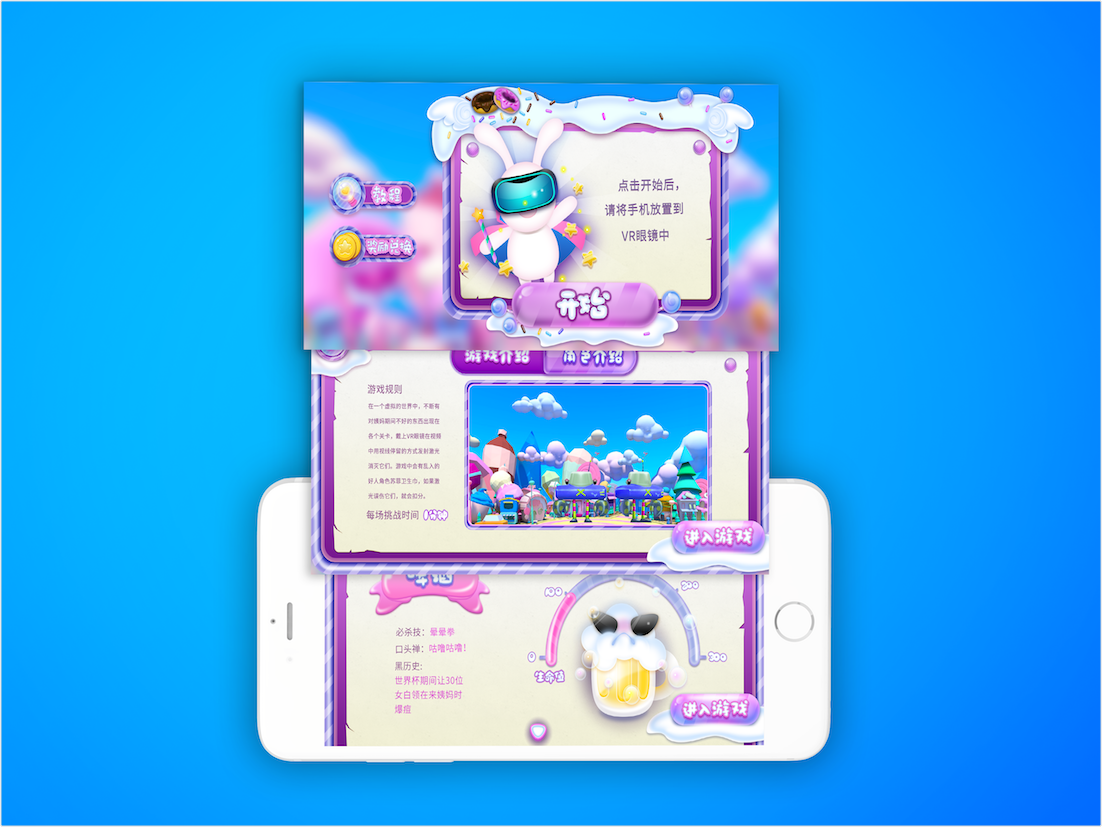 教程
奖励兑换
点击开始后，
请将手机放置到
VR眼镜中
开始
游戏介绍
角色介绍
游戏规则
在一个虚拟的世界中，不断有
对姨妈期间不好的东西出现在
各个关卡，戴上VR眼镜在视频
中用视线停留的方式发射激光
消灭它们。游戏中会有乱入的
好人角色苏菲卫生巾，如果激
光误伤它们，就会扣分。
每场挑战时间 1分钟
进入游戏
必杀技：晕晕拳
口头禅：咕噜咕噜！
黑历史：
世界杯期间让30位
女白领在来姨妈时
爆痘
0
100
200
300
生命值
进入游戏